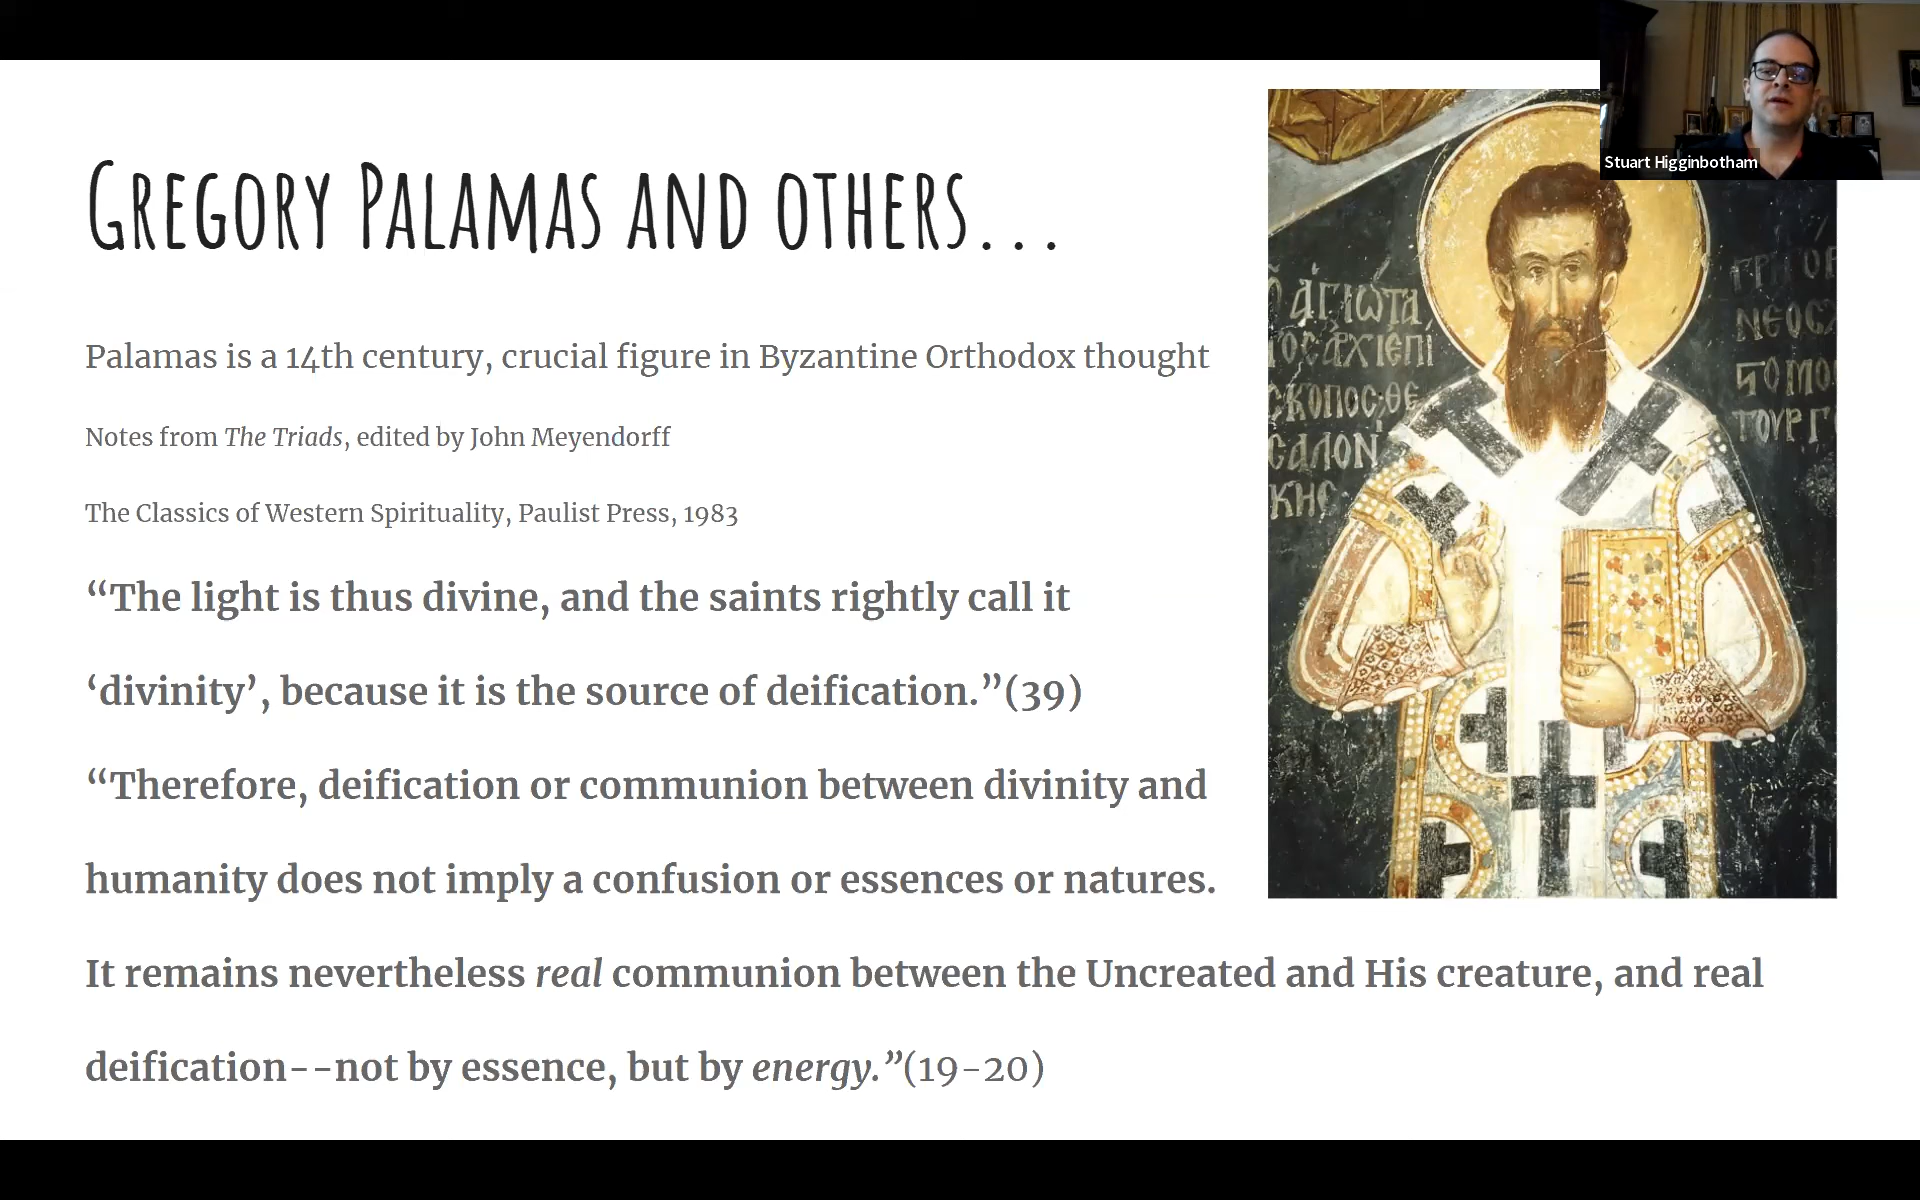 Stuart Higginbotham
GREGORY PALAMAS AND OTHERS...
Palamas is a 14th century, crucial figure in Byzantine Orthodox thought
Notes from The Triads, edited by John Meyendorff
The Classics of Western Spirituality, Paulist Press, 1983
“The light is thus divine, and the saints rightly call it
‘divinity’, because it is the source of deification.”(39)
“Therefore, deification or communion between divinity and
humanity does not imply a confusion or essences or natures.
It remains nevertheless real communion between the Uncreated and His creature, and real
deification--not by essence, but by energy.”(19-20)
ἁγιώτα
ΤΟΥΡΓ